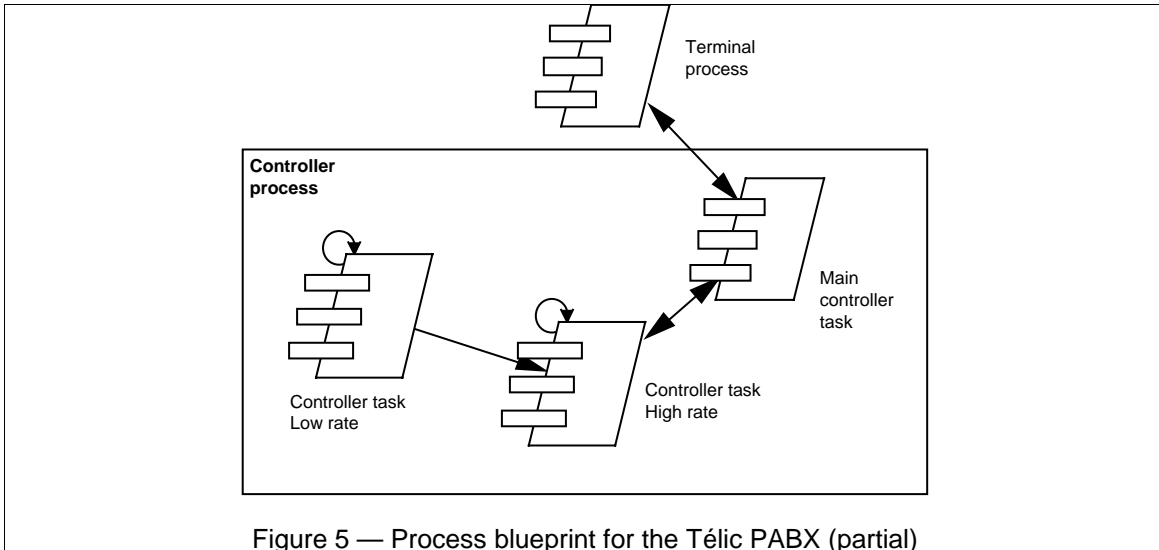 Terminal
process
Controller
process
Main
controller
task
Controller task
Low rate
Controller task
High rate
Figure 5 — Process blueprint for the Télic PABX (partial)